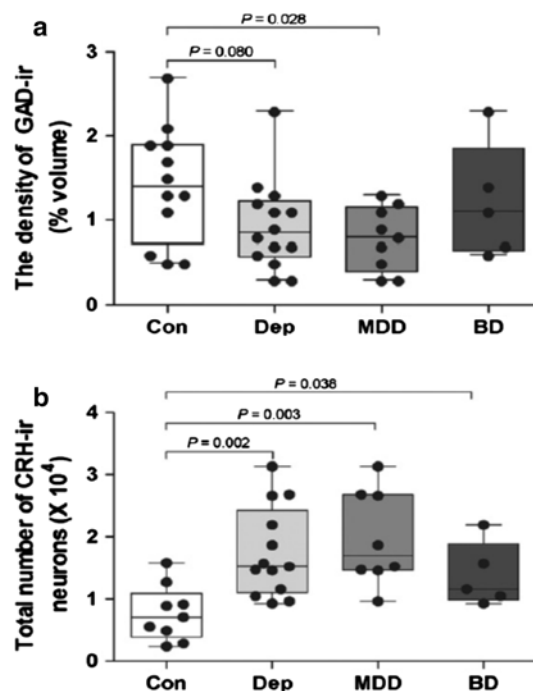 a
P = 0.028
P = 0.080
The density of GAD-ir
(% volume)
3
2
1
0
Con Dep MDD BD
b
P = 0.038
P = 0.003
P = 0.002
Total number of CRH-ir
neurons (X 10^4)
4
3
2
1
0
Con Dep MDD BD